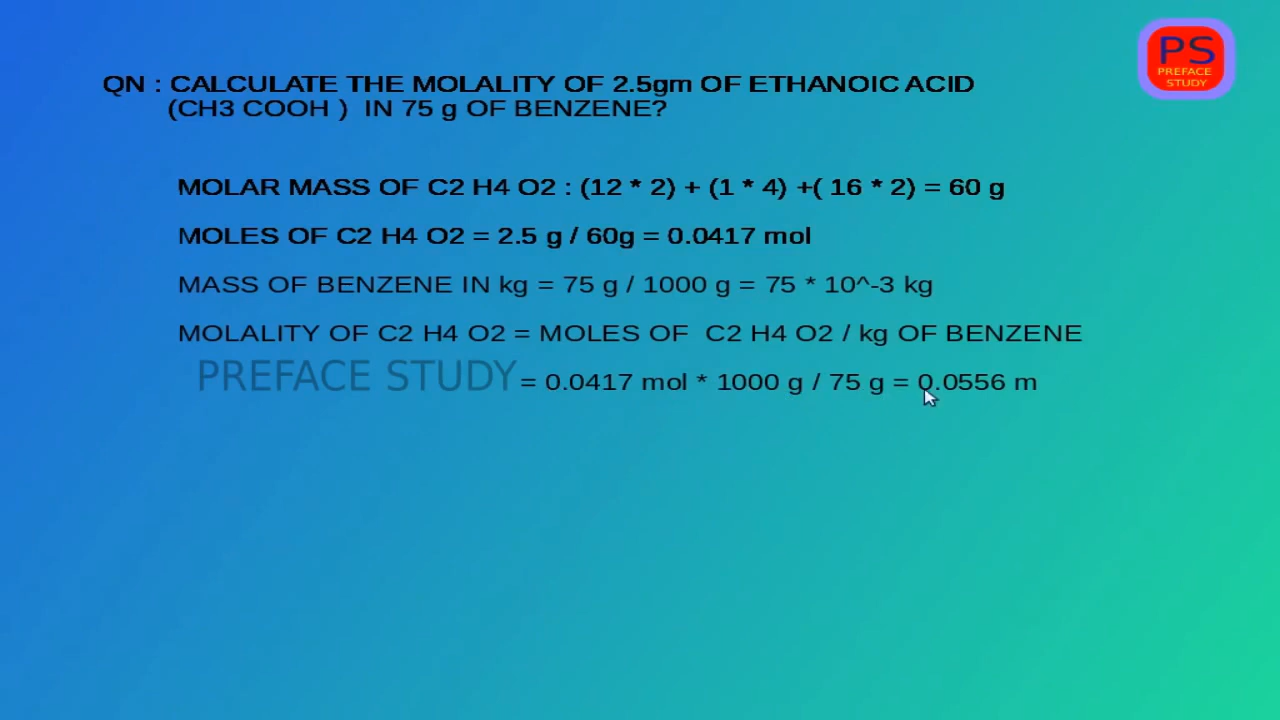 PS
PREFACE
STUDY
QN : CALCULATE THE MOLALITY OF 2.5gm OF ETHANOIC ACID
(CH3 COOH ) IN 75 g OF BENZENE?
MOLAR MASS OF C2 H4 O2 : (12 * 2) + (1 * 4) +( 16 * 2) = 60 g
MOLES OF C2 H4 O2 = 2.5 g / 60g = 0.0417 mol
MASS OF BENZENE IN kg = 75 g / 1000 g = 75 * 10^-3 kg
MOLALITY OF C2 H4 O2 = MOLES OF C2 H4 O2 / kg OF BENZENE
PREFACE STUDY = 0.0417 mol * 1000 g / 75 g = 0.0556 m